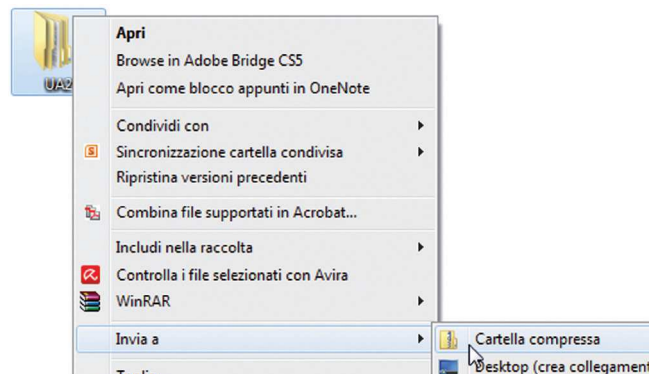 UA2
Apri
Browse in Adobe Bridge CS5
Apri come blocco appunti in OneNote
Condividi con
Sincronizzazione cartella condivisa
Ripristina versioni precedenti
Combina file supportati in Acrobat...
Includi nella raccolta
Controlla i file selezionati con Avira
WinRAR
Invia a
Cartella compressa
Desktop (crea collegament